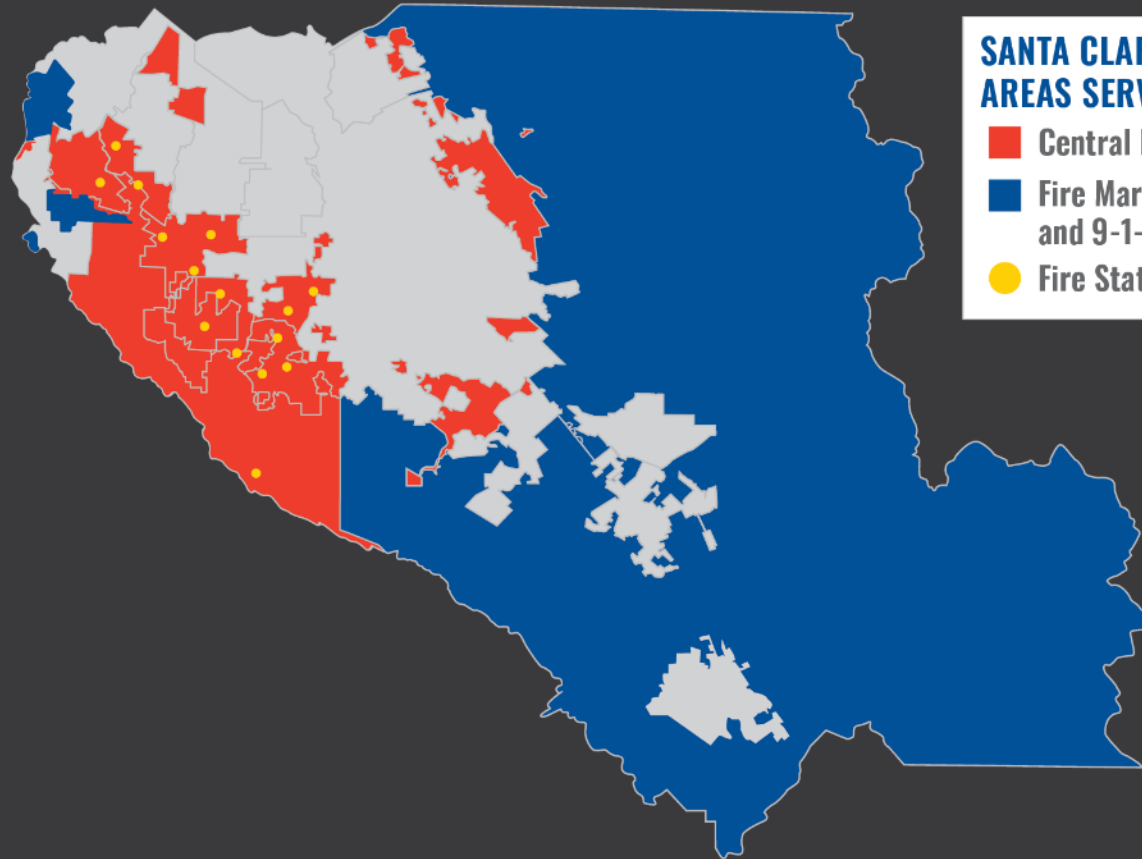 SANTA CLA
AREAS SERV
Central
Fire Mar
and 9-1-
Fire Stat